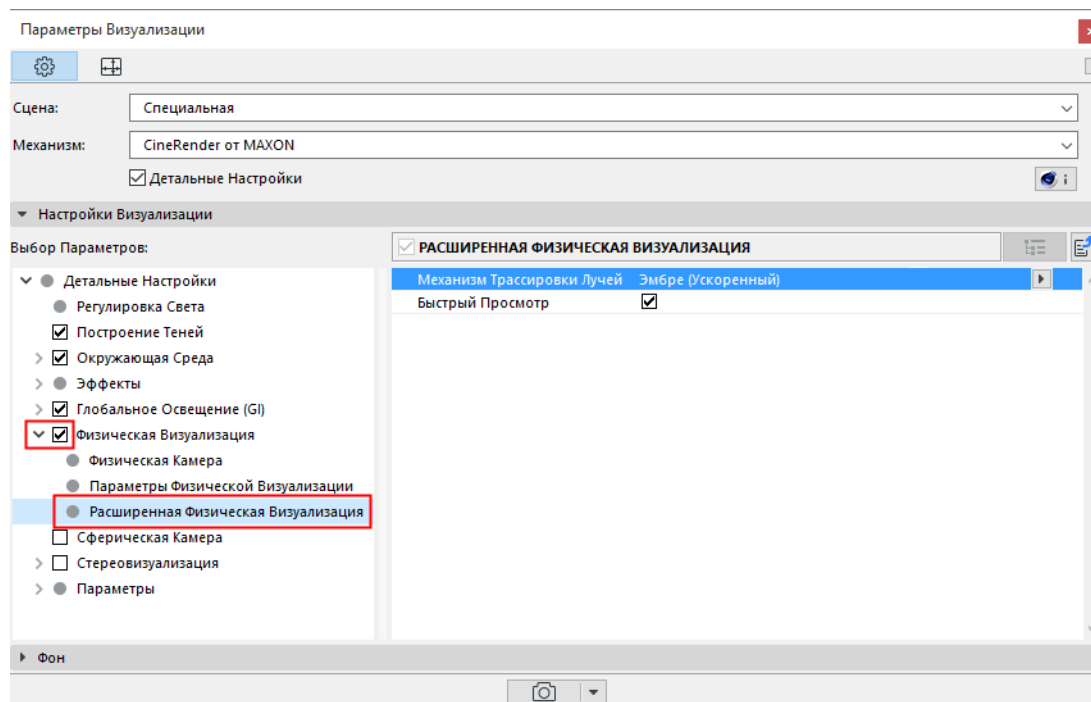 Параметры Визуализации
Сцена: Специальная
Механизм: CineRender от MAXON
Детальные Настройки
i
Настройки Визуализации
Выбор Параметров:
РАСШИРЕННАЯ ФИЗИЧЕСКАЯ ВИЗУАЛИЗАЦИЯ
Детальные Настройки
Регулировка Света
Построение Теней
Окружающая Среда
Эффекты
Глобальное Освещение (GI)
Физическая Визуализация
Физическая Камера
Параметры Физической Визуализации
Расширенная Физическая Визуализация
Сферическая Камера
Стереовизуализация
Параметры
Механизм Трассировки Лучей Эмбре (Ускоренный)
Быстрый Просмотр
Фон